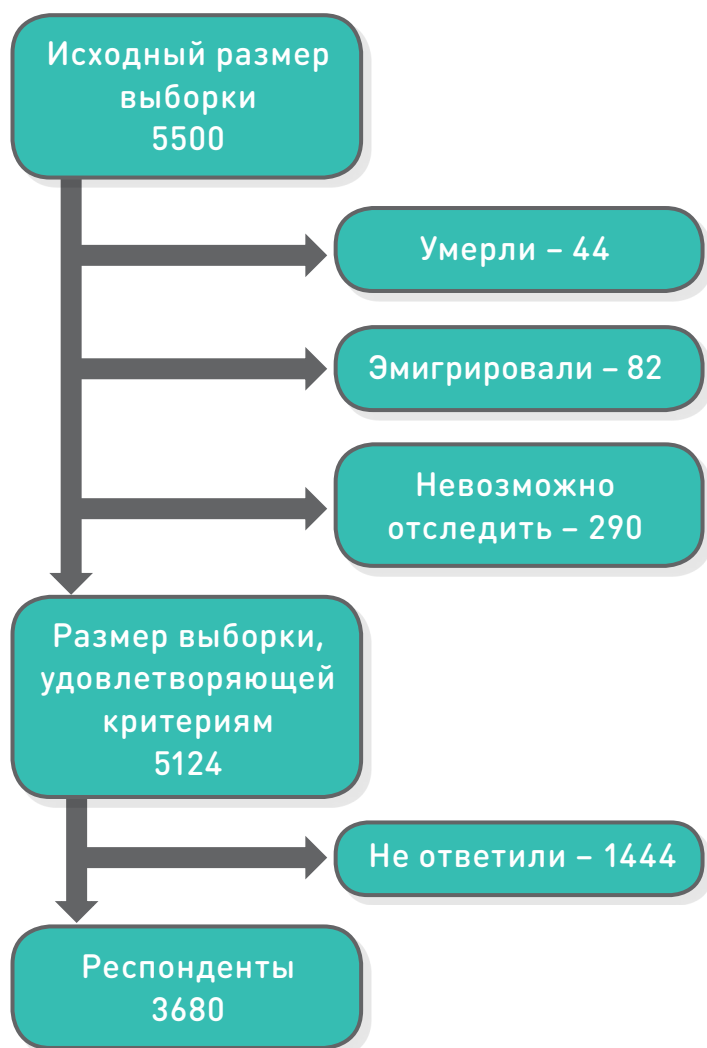 Исходный размер
выборки
5500
Умерли – 44
Эмигрировали – 82
Невозможно
отследить – 290
Размер выборки,
удовлетворяющей
критериям
5124
Не ответили – 1444
Респонденты
3680